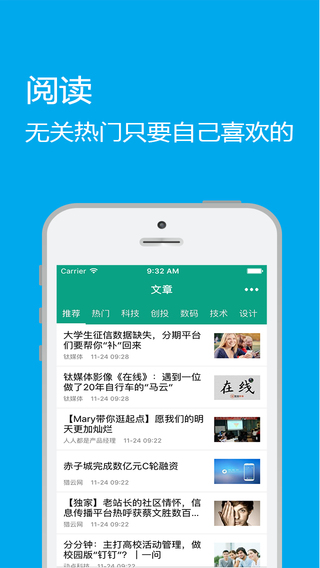 阅读
无关热门只要自己喜欢的
Carrier 9:32 AM
文章
推荐 热门 科技 创投 数码 技术 设计
大学生征信数据缺失，分期平台
们要帮你“补”回来
钛媒体 11-24 09:28
钛媒体影像《在线》：遇到一位
做了20年自行车的“马云”
钛媒体 11-24 09:28
在线
【Mary带你逛起点】愿我们的明
天更加灿烂
人人都是产品经理 11-24 09:22
赤子城完成数亿元C轮融资
猎云网 11-24 09:22
【独家】老站长的社区情怀，信
息传播平台热呼获蔡文胜数百...
猎云网 11-24 09:22
分分钟：主打高校活动管理，做
校园版“钉钉”？| 一问
动点科技 11-24 09:22